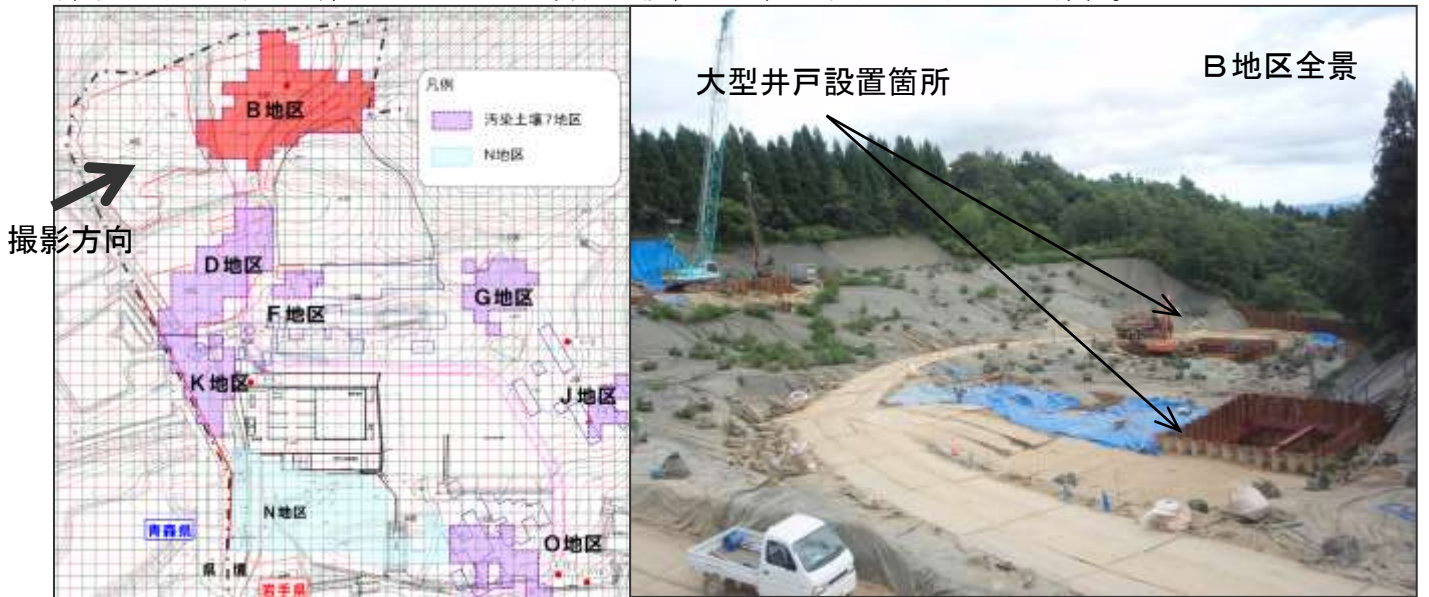 B地区
凡例
汚染土壌7地区
N地区
撮影方向
D地区
F地区
G地区
K地区
J地区
N地区
青森県
O地区
県境
岩手県
大型井戸設置箇所
B地区全景